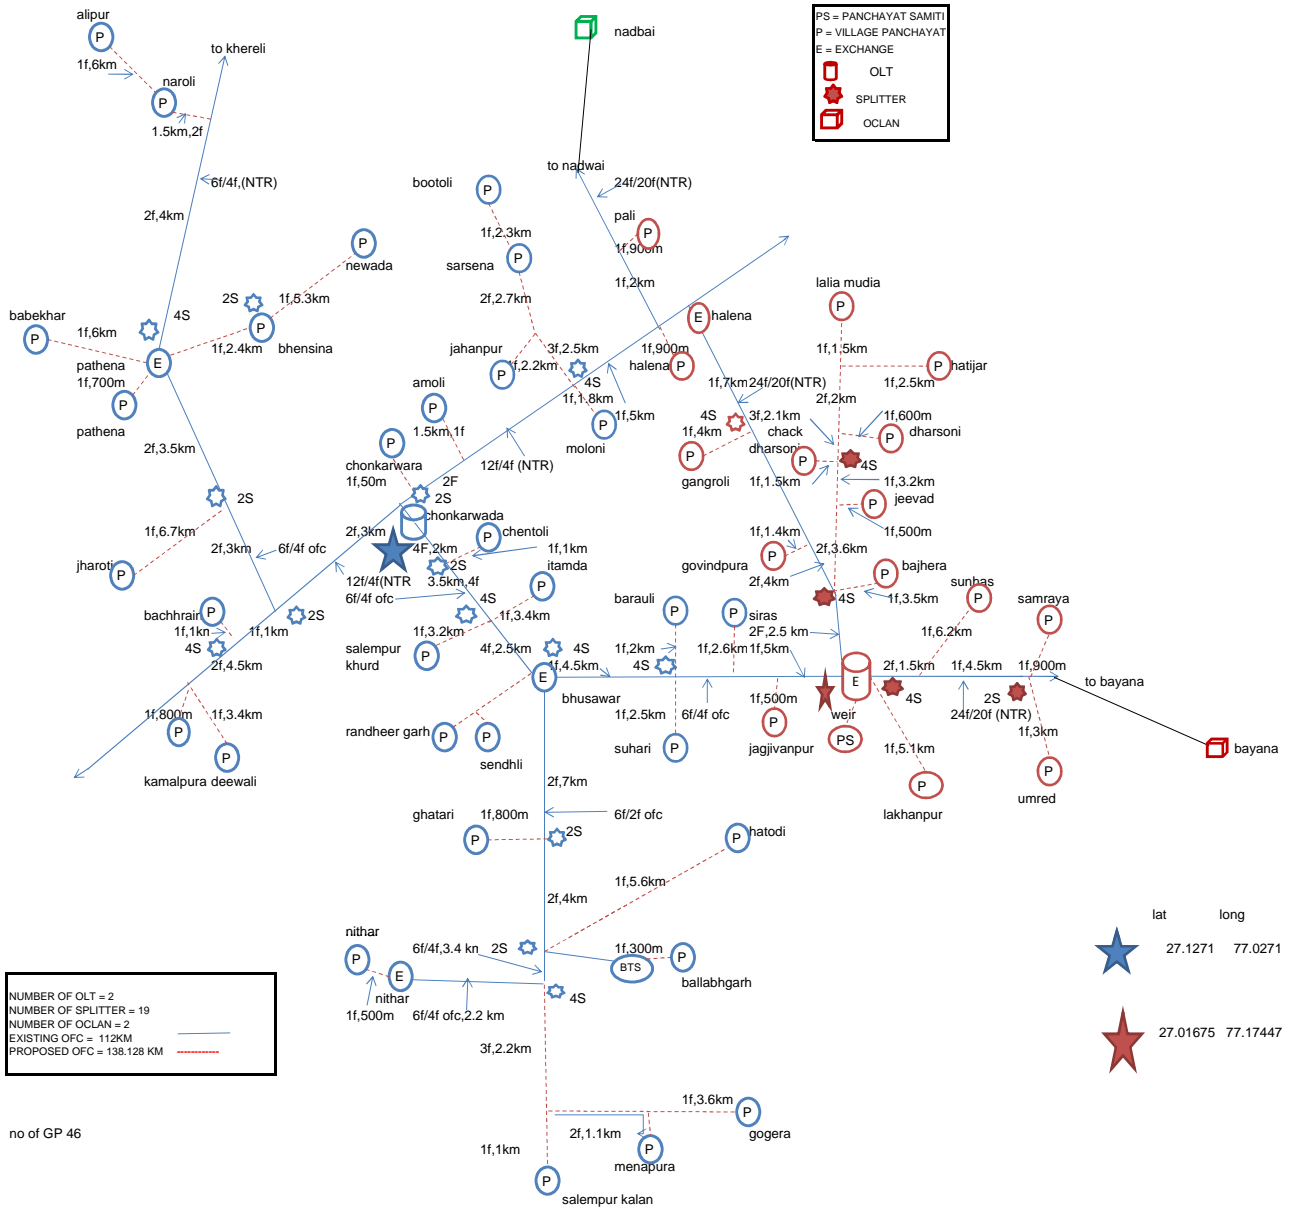 alipur
P
1f,6km
naroli
P
1.5km,2f
to khereli
6f/4f,(NTR)
2f,4km
nadbai
PS = PANCHAYAT SAMITI
P = VILLAGE PANCHAYAT
E = EXCHANGE
OLT
SPLITTER
OCLAN
to nadwai
24f/20f(NTR)
bootoli
P
1f,2.3km
sarsena
P
2f,2.7km
pali
P
1f,900m
1f,2km
P
newada
2S
1f,5.3km
P
bhensina
1f,2.4km
4S
babekhar
P
1f,6km
E
pathena
1f,700m
P
pathena
jahanpur
P
1f,2.2km
3f,2.5km
4S
1f,1.8km
P
moloni
1f,5km
E
halena
1f,900m
halena
P
lalia mudia
P
1f,1.5km
P
hatijar
1f,2.5km
1f,7km
24f/20f(NTR)
2f,2km
amoli
P
1.5km,1f
4S
1f,4km
P
gangroli
3f,2.1km
chack
dharsoni
P
1f,1.5km
1f,600m
P
dharsoni
4S
1f,3.2km
P
jeevad
1f,500m
12f/4f (NTR)
P
chonkarwara
1f,50m
2F
2S
chonkarwada
2f,3.5km
2S
1f,6.7km
P
jharoti
2f,3km
6f/4f ofc
2f,3km
4F,2km
12f/4f(NTR
6f/4f ofc
P
chentoli
2S
1f,1km
3.5km,4f
itamda
P
4S
1f,3.4km
1f,3.2km
salempur
khurd
P
4f,2.5km
1f,1.4km
P
govindpura
2f,3.6km
2f,4km
4S
P
bajhera
1f,3.5km
sunhas
P
1f,6.2km
samraya
P
1f,900m
bachhrair
P
1f,1kn
1f,1km
2S
4S
2f,4.5km
1f,800m
1f,3.4km
P
P
kamalpura deewali
barauli
P
siras
P
1f,2km
4S
1f,2.6km
1f,5km
2F,2.5 km
4S
1f,4.5km
E
bhusawar
6f/4f ofc
1f,2.5km
suhari
P
1f,500m
P
jagjivanpur
E
weir
PS
2f,1.5km
4S
1f,4.5km
2S
24f/20f (NTR)
to bayana
bayana
1f,5.1km
P
lakhanpur
1f,3km
P
umred
randheer garh
P
P
sendhli
2f,7km
6f/2f ofc
ghatari
P
1f,800m
2S
P
hatodi
1f,5.6km
2f,4km
6f/4f,3.4 kn
2S
1f,300m
BTS
P
ballabhgarh
nithar
P
E
nithar
1f,500m
6f/4f ofc,2.2 km
4S
3f,2.2km
1f,3.6km
P
gogera
2f,1.1km
P
menapura
1f,1km
P
salempur kalan
lat long
27.1271 77.0271
27.01675 77.17447
NUMBER OF OLT = 2
NUMBER OF SPLITTER = 19
NUMBER OF OCLAN = 2
EXISTING OFC = 112KM
PROPOSED OFC = 138.128 KM
no of GP 46